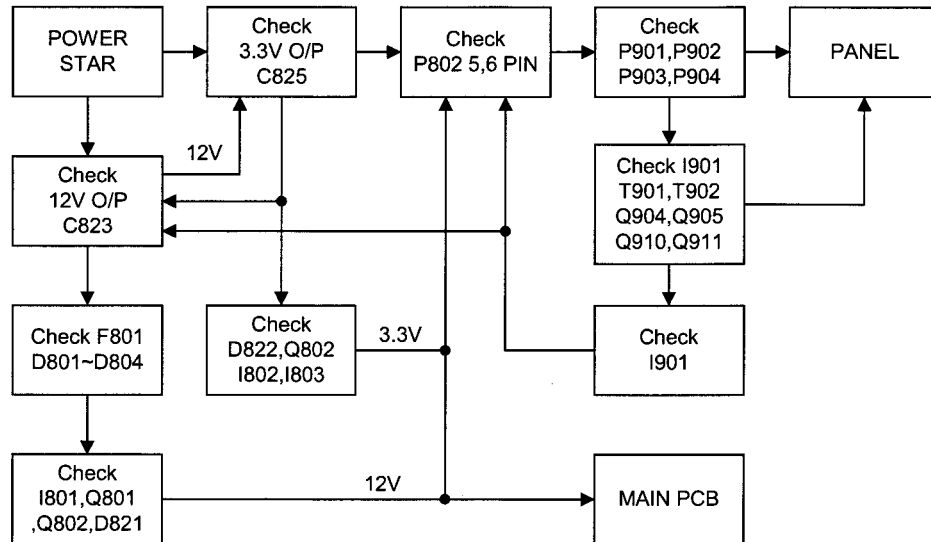 POWER
STAR
Check
3.3V O/P
C825
Check
P802 5,6 PIN
Check
P901,P902
P903,P904
PANEL
12V
Check
12V O/P
C823
Check I901
T901,T902
Q904,Q905
Q910,Q911
Check F801
D801~D804
Check
D822,Q802
I802,I803
3.3V
Check
I901
Check
I801,Q801
,Q802,D821
12V
MAIN PCB